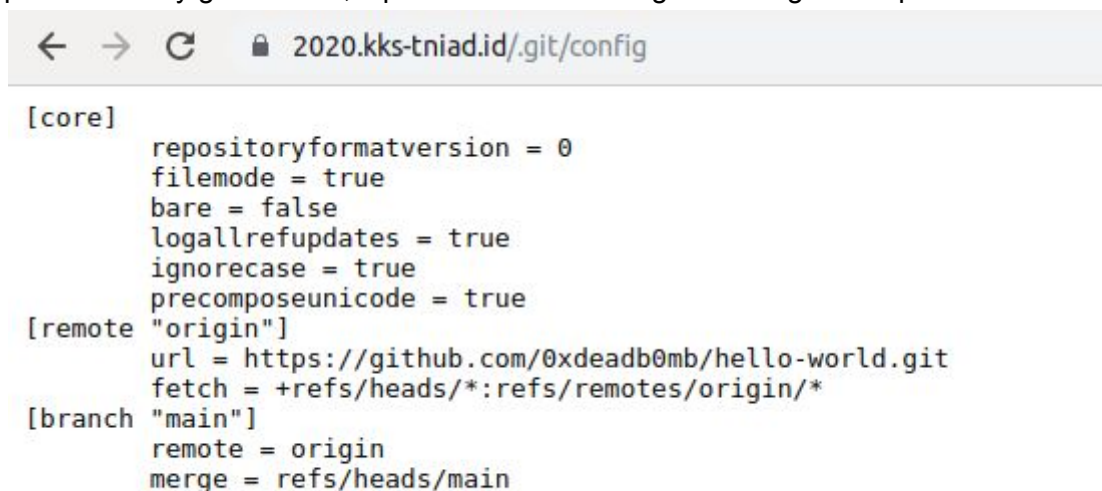 2020.kks-tniad.id/.git/config
[core]
repositoryformatversion = 0
filemode = true
bare = false
logallrefupdates = true
ignorecase = true
precomposeunicode = true
[remote "origin"]
url = https://github.com/0xdeadb0mb/hello-world.git
fetch = +refs/heads/*:refs/remotes/origin/*
[branch "main"]
remote = origin
merge = refs/heads/main